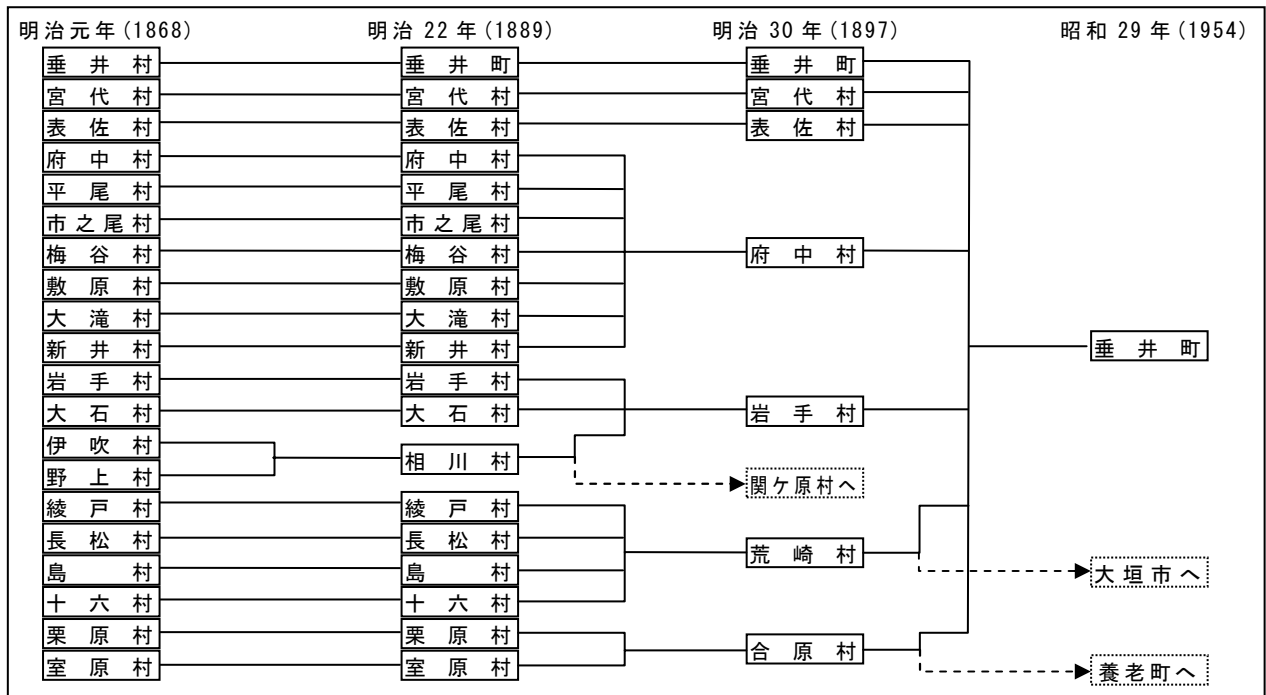 明治元年(1868) 明治22年(1889) 明治30年(1897) 昭和29年(1954)
垂井村 垂井町 垂井町
宮代村 宮代村 宮代村
表佐村 表佐村 表佐村
府中村 府中村
平尾村 平尾村
市之尾村 市之尾村
梅谷村 梅谷村 府中村
敷原村 敷原村
大滝村 大滝村
新井村 新井村 垂井町
岩手村 岩手村
大石村 大石村 岩手村
伊吹村
相川村
野上村 関ケ原村へ
綾戸村 綾戸村
長松村 長松村
荒崎村
島村 島村 大垣市へ
十六村 十六村
栗原村 栗原村
合原村
室原村 室原村 養老町へ